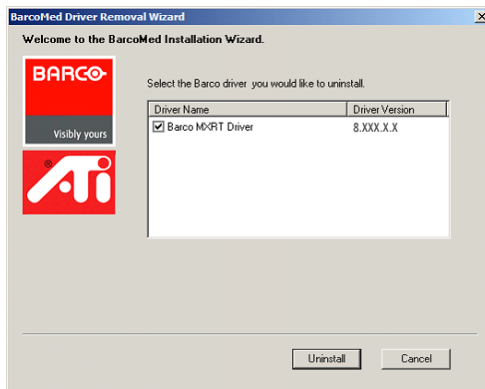 BarcoMed Driver Removal Wizard
Welcome to the BarcoMed Installation Wizard.
BARCO
Visibly yours
ATi
®
Select the Barco driver you would like to uninstall.
Driver Name Driver Version
Barco MXRT Driver 8.XXX.X.X
Uninstall Cancel